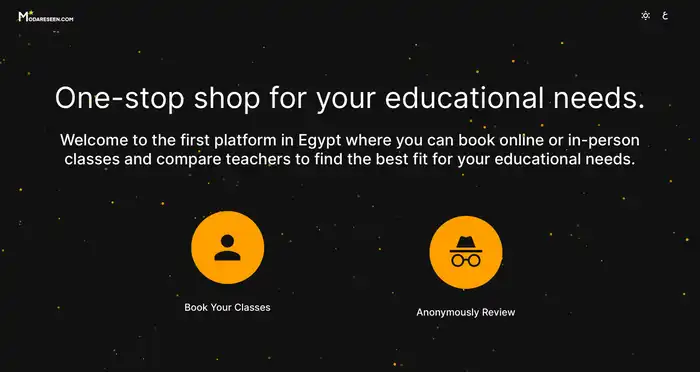 MODARESEEN.COM
ع
One-stop shop for your educational needs.
Welcome to the first platform in Egypt where you can book online or in-person
classes and compare teachers to find the best fit for your educational needs.
Book Your Classes
Anonymously Review